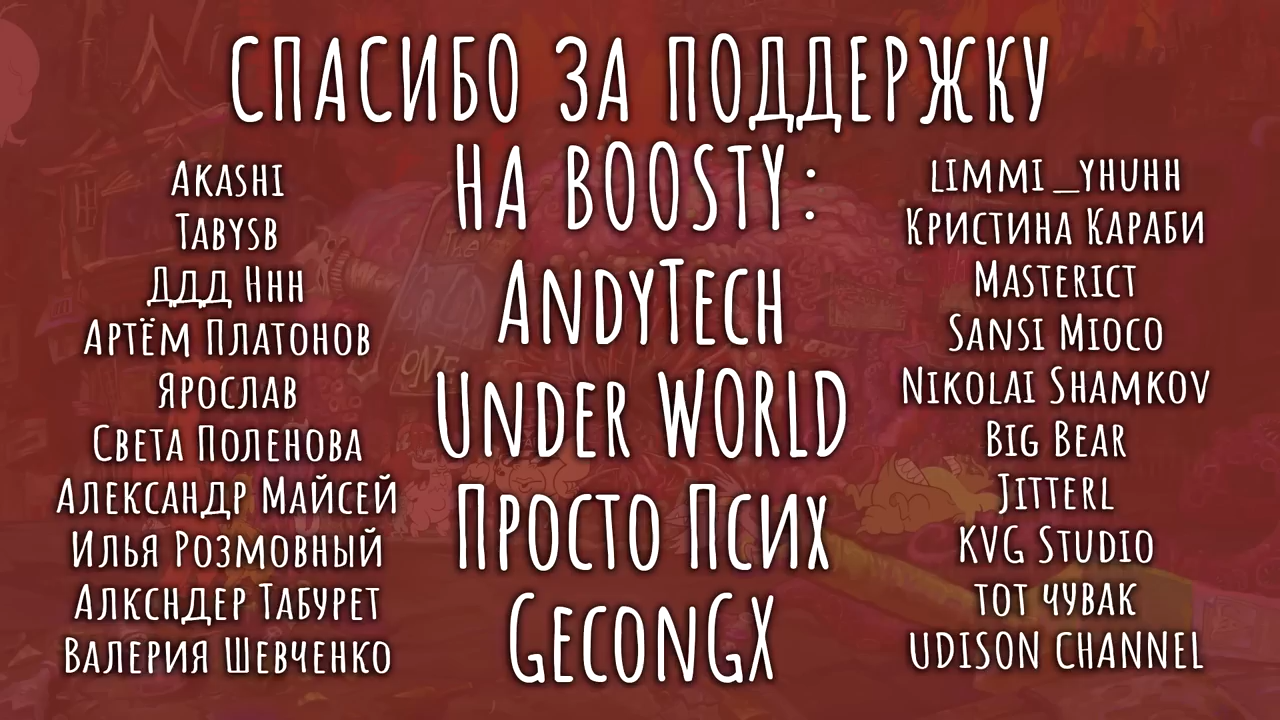 СПАСИБО ЗА ПОДДЕРЖКУ
НА BOOSTY:
Akashi
Tabysb
Ддд Ннн
Артём Платонов
Ярослав
Света Поленова
Александр Майсей
Илья Розмовный
Алксндер Табурет
Валерия Шевченко
AndyTech
Under WORLD
Просто Псих
GeconGX
limmi_yhuhh
Кристина Караби
Masterict
Sansi Mioco
Nikolai Shamkov
Big Bear
Jitterl
KVG Studio
тот чувак
UDISON CHANNEL